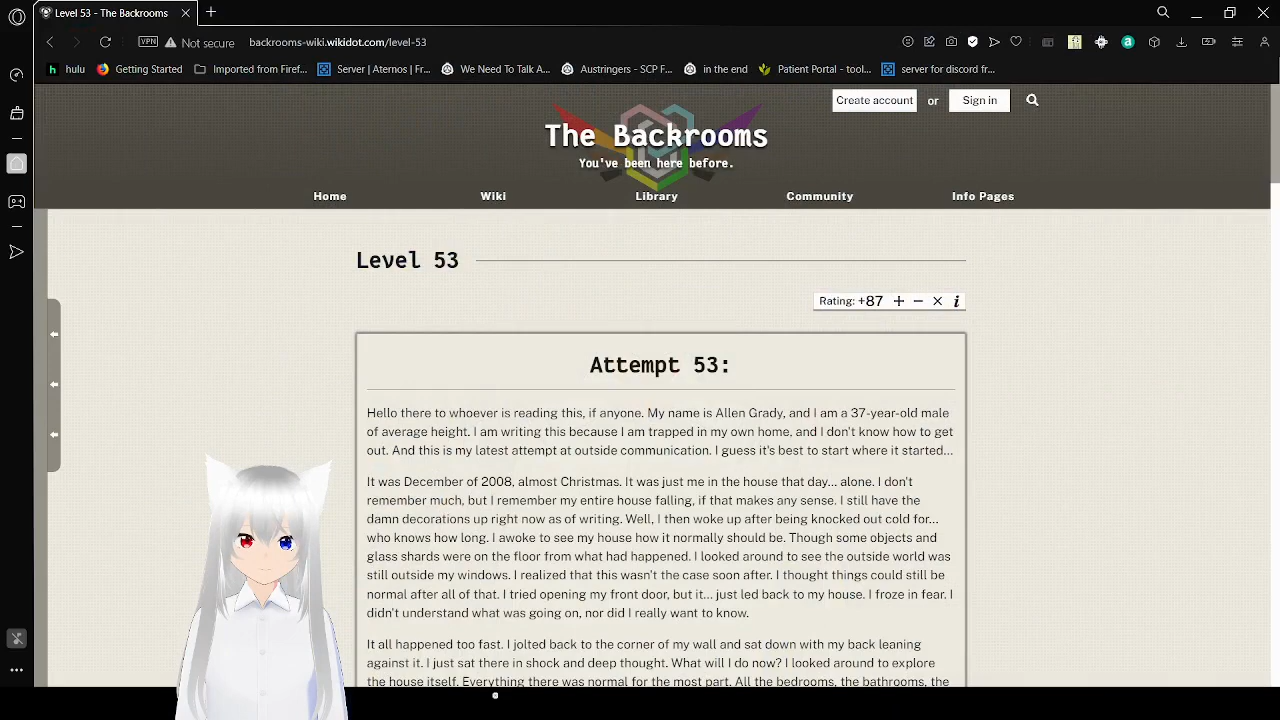 Level 53 - The Backrooms
VPN Not secure backrooms-wiki.wikidot.com/level-53
hulu Getting Started Imported from Firef... Server | Aternos | Fr... We Need To Talk A... Austringers - SCP F... in the end Patient Portal - tool... server for discord fr...
Create account or Sign in
The Backrooms
You've been here before.
Home Wiki Library Community Info Pages
Level 53
Rating: +87 + − × i
Attempt 53:
Hello there to whoever is reading this, if anyone. My name is Allen Grady, and I am a 37-year-old male
of average height. I am writing this because I am trapped in my own home, and I don't know how to get
out. And this is my latest attempt at outside communication. I guess it's best to start where it started...
It was December of 2008, almost Christmas. It was just me in the house that day... alone. I don't
remember much, but I remember my entire house falling, if that makes any sense. I still have the
damn decorations up right now as of writing. Well, I then woke up after being knocked out cold for...
who knows how long. I awoke to see my house how it normally should be. Though some objects and
glass shards were on the floor from what had happened. I looked around to see the outside world was
still outside my windows. I realized that this wasn't the case soon after. I thought things could still be
normal after all of that. I tried opening my front door, but it... just led back to my house. I froze in fear. I
didn't understand what was going on, nor did I really want to know.
It all happened too fast. I jolted back to the corner of my wall and sat down with my back leaning
against it. I just sat there in shock and deep thought. What will I do now? I looked around to explore
the house itself. Everything there was normal for the most part. All the bedrooms, the bathrooms, the